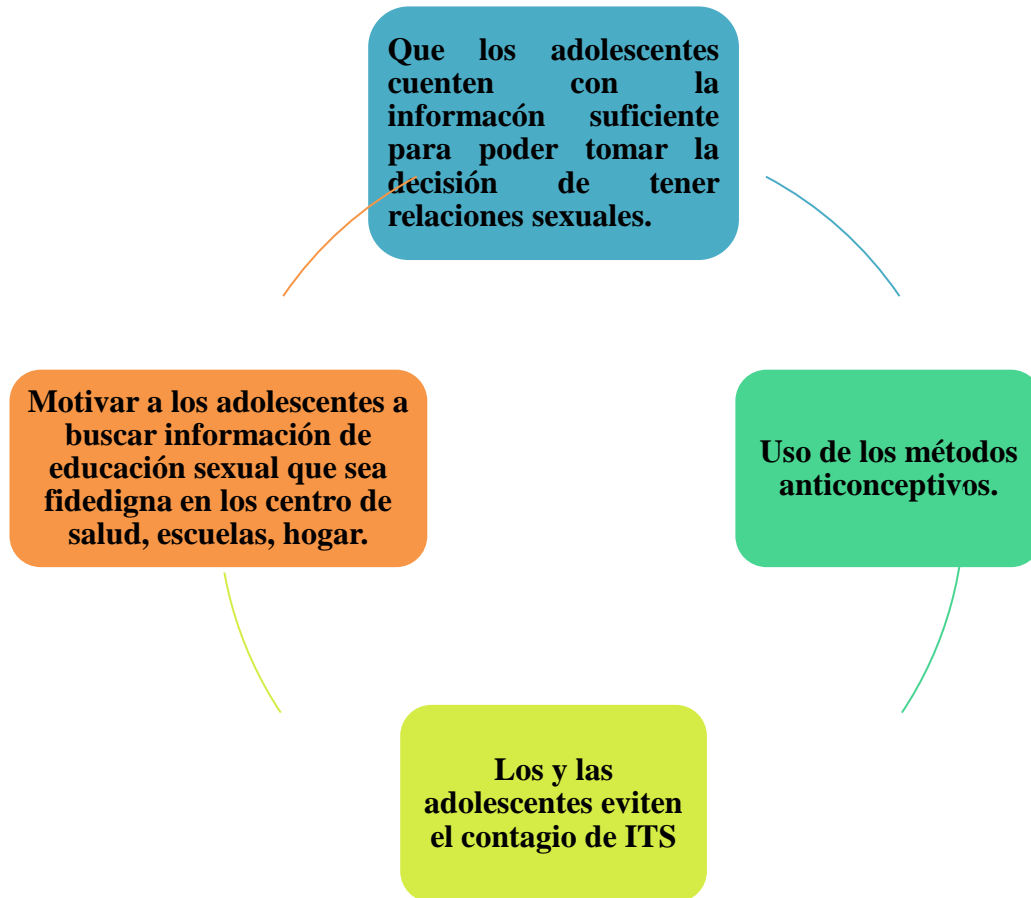 Que los adolescentes
cuenten con la
informacón suficiente
para poder tomar la
decisión de tener
relaciones sexuales.
Motivar a los adolescentes a
buscar información de
educación sexual que sea
fidedigna en los centro de
salud, escuelas, hogar.
Uso de los métodos
anticonceptivos.
Los y las
adolescentes eviten
el contagio de ITS